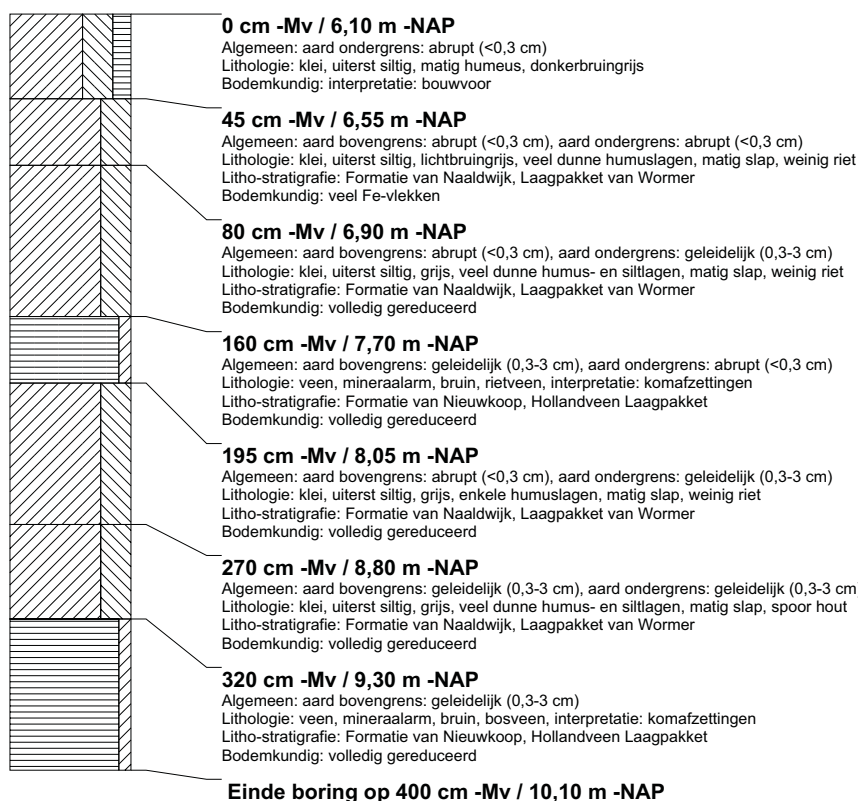 0 cm -Mv / 6,10 m -NAP
Algemeen: aard ondergrens: abrupt (<0,3 cm)
Lithologie: klei, uiterst siltig, matig humeus, donkerbruingrijs
Bodemkundig: interpretatie: bouwvoor
45 cm -Mv / 6,55 m -NAP
Algemeen: aard bovengrens: abrupt (<0,3 cm), aard ondergrens: abrupt (<0,3 cm)
Lithologie: klei, uiterst siltig, lichtbruingrijs, veel dunne humuslagen, matig slap, weinig riet
Litho-stratigrafie: Formatie van Naaldwijk, Laagpakket van Wormer
Bodemkundig: veel Fe-vlekken
80 cm -Mv / 6,90 m -NAP
Algemeen: aard bovengrens: abrupt (<0,3 cm), aard ondergrens: geleidelijk (0,3-3 cm)
Lithologie: klei, uiterst siltig, grijs, veel dunne humus- en siltlagen, matig slap, weinig riet
Litho-stratigrafie: Formatie van Naaldwijk, Laagpakket van Wormer
Bodemkundig: volledig gereduceerd
160 cm -Mv / 7,70 m -NAP
Algemeen: aard bovengrens: geleidelijk (0,3-3 cm), aard ondergrens: abrupt (<0,3 cm)
Lithologie: veen, mineraalarm, bruin, rietveen, interpretatie: komafzettingen
Litho-stratigrafie: Formatie van Nieuwkoop, Hollandveen Laagpakket
Bodemkundig: volledig gereduceerd
195 cm -Mv / 8,05 m -NAP
Algemeen: aard bovengrens: abrupt (<0,3 cm), aard ondergrens: geleidelijk (0,3-3 cm)
Lithologie: klei, uiterst siltig, grijs, enkele humuslagen, matig slap, weinig riet
Litho-stratigrafie: Formatie van Naaldwijk, Laagpakket van Wormer
Bodemkundig: volledig gereduceerd
270 cm -Mv / 8,80 m -NAP
Algemeen: aard bovengrens: geleidelijk (0,3-3 cm), aard ondergrens: geleidelijk (0,3-3 cm
Lithologie: klei, uiterst siltig, grijs, veel dunne humus- en siltlagen, matig slap, spoor hout
Litho-stratigrafie: Formatie van Naaldwijk, Laagpakket van Wormer
Bodemkundig: volledig gereduceerd
320 cm -Mv / 9,30 m -NAP
Algemeen: aard bovengrens: geleidelijk (0,3-3 cm)
Lithologie: veen, mineraalarm, bruin, bosveen, interpretatie: komafzettingen
Litho-stratigrafie: Formatie van Nieuwkoop, Hollandveen Laagpakket
Bodemkundig: volledig gereduceerd
Einde boring op 400 cm -Mv / 10,10 m -NAP